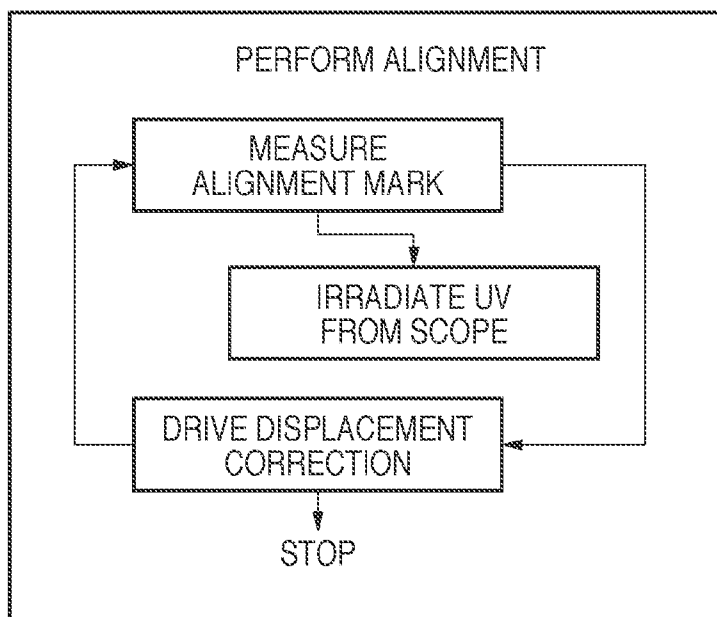 PERFORM ALIGNMENT
MEASURE
ALIGNMENT MARK
IRRADIATE UV
FROM SCOPE
DRIVE DISPLACEMENT
CORRECTION
STOP